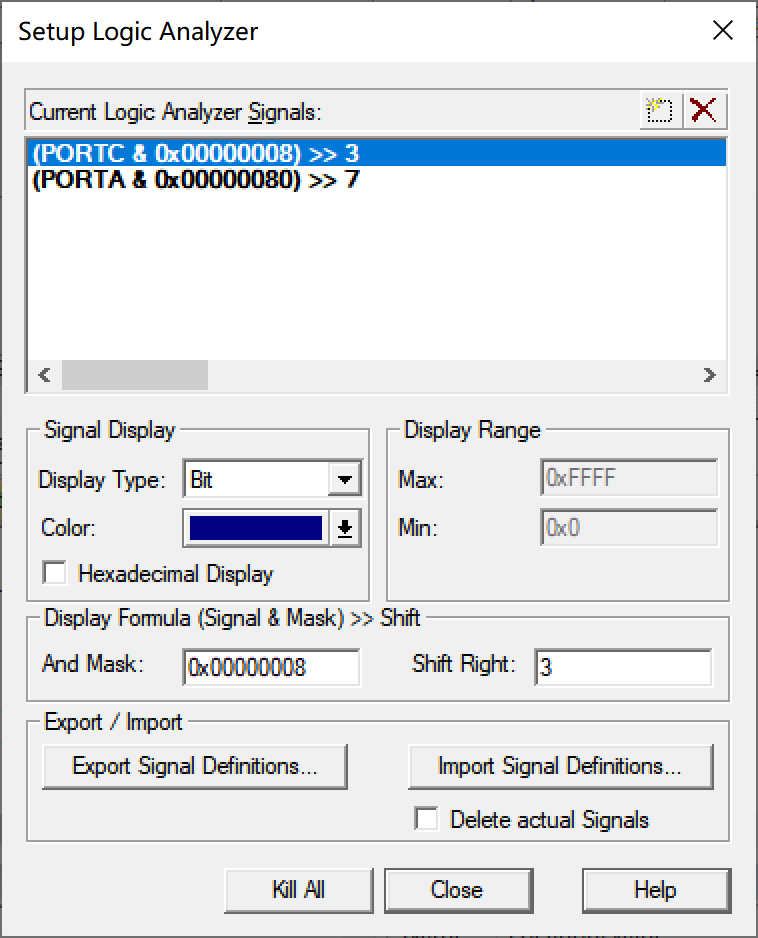 Setup Logic Analyzer
Current Logic Analyzer Signals:
(PORTC & 0x00000008) >> 3
(PORTA & 0x00000080) >> 7
Signal Display
Display Type: Bit
Color:
Hexadecimal Display
Display Range
Max: 0xFFFF
Min: 0x0
Display Formula (Signal & Mask) >> Shift
And Mask: 0x00000008 Shift Right: 3
Export / Import
Export Signal Definitions... Import Signal Definitions...
Delete actual Signals
Kill All Close Help